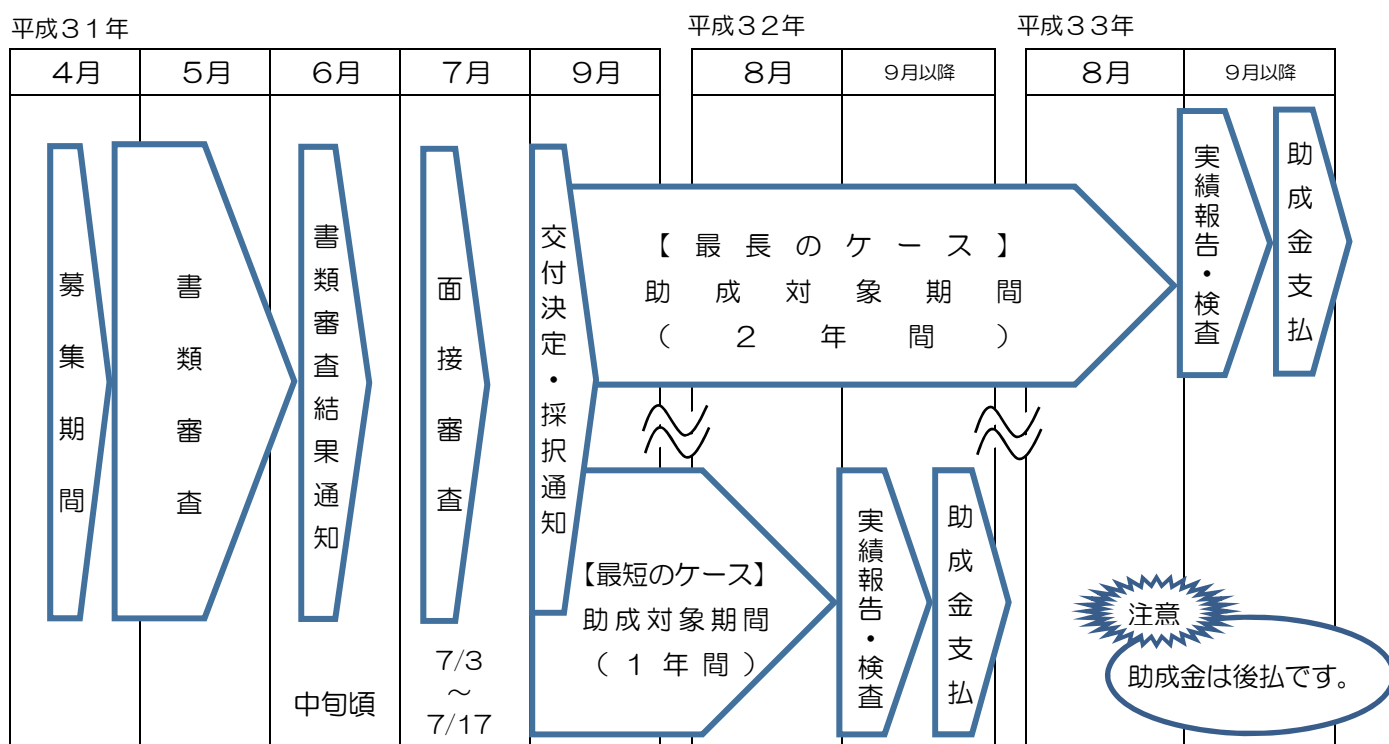 平成３１年
平成３２年
平成３３年
４月
５月
６月
７月
９月
８月
９月以降
８月
９月以降
募集期間
書類審査
書類審査結果通知
中旬頃
面接審査
7/3
～
7/17
交付決定・採択通知
【最長のケース】
助成対象期間
（２年間）
実績報告・検査
助成金支払
【最短のケース】
助成対象期間
（１年間）
実績報告・検査
助成金支払
注意
助成金は後払です。